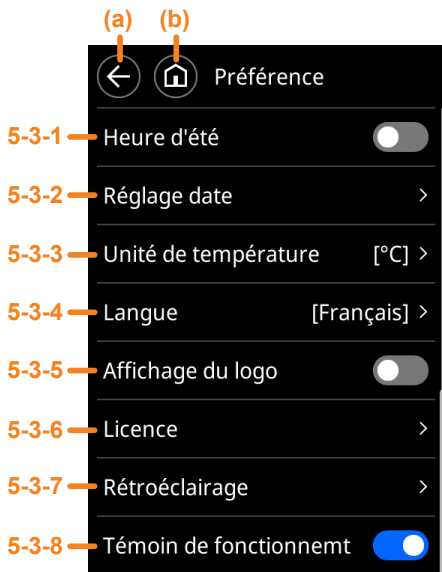 (a) (b)
Préférence
5-3-1 Heure d'été
5-3-2 Réglage date
5-3-3 Unité de température [°C] >
5-3-4 Langue [Français] >
5-3-5 Affichage du logo
5-3-6 Licence >
5-3-7 Rétroéclairage >
5-3-8 Témoin de fonctionnemt